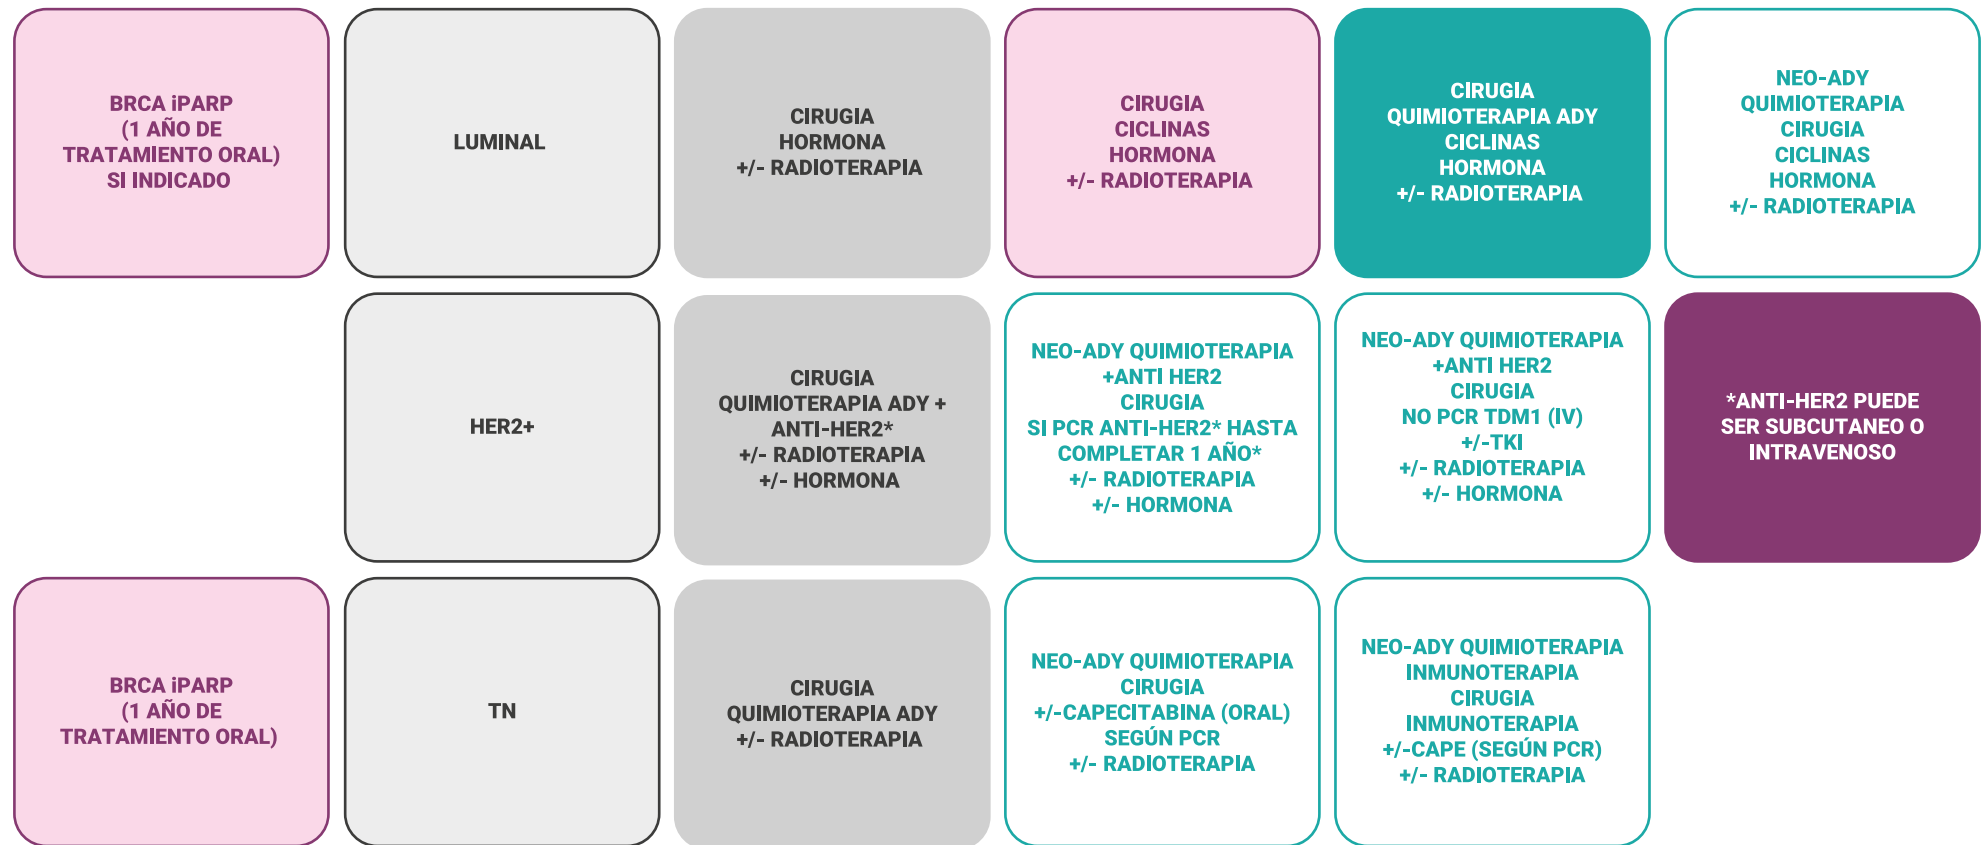 BRCA iPARP
(1 AÑO DE
TRATAMIENTO ORAL)
SI INDICADO
LUMINAL
CIRUGIA
HORMONA
+/- RADIOTERAPIA
CIRUGIA
CICLINAS
HORMONA
+/- RADIOTERAPIA
CIRUGIA
QUIMIOTERAPIA ADY
CICLINAS
HORMONA
+/- RADIOTERAPIA
NEO-ADY
QUIMIOTERAPIA
CIRUGIA
CICLINAS
HORMONA
+/- RADIOTERAPIA
HER2+
CIRUGIA
QUIMIOTERAPIA ADY +
ANTI-HER2*
+/- RADIOTERAPIA
+/- HORMONA
NEO-ADY QUIMIOTERAPIA
+ANTI HER2
CIRUGIA
SI PCR ANTI-HER2* HASTA
COMPLETAR 1 AÑO*
+/- RADIOTERAPIA
+/- HORMONA
NEO-ADY QUIMIOTERAPIA
+ANTI HER2
CIRUGIA
NO PCR TDM1 (IV)
+/-TKI
+/- RADIOTERAPIA
+/- HORMONA
*ANTI-HER2 PUEDE
SER SUBCUTANEO O
INTRAVENOSO
BRCA iPARP
(1 AÑO DE
TRATAMIENTO ORAL)
TN
CIRUGIA
QUIMIOTERAPIA ADY
+/- RADIOTERAPIA
NEO-ADY QUIMIOTERAPIA
CIRUGIA
+/-CAPECITABINA (ORAL)
SEGÚN PCR
+/- RADIOTERAPIA
NEO-ADY QUIMIOTERAPIA
INMUNOTERAPIA
CIRUGIA
INMUNOTERAPIA
+/-CAPE (SEGÚN PCR)
+/- RADIOTERAPIA